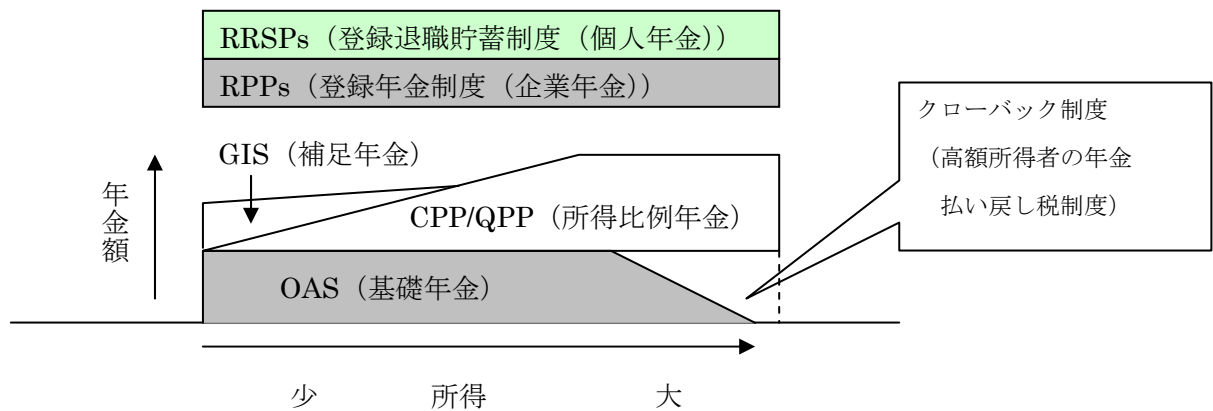 RRSPs（登録退職貯蓄制度（個人年金））
RPPs（登録年金制度（企業年金））
クローバック制度
（高額所得者の年金
払い戻し税制度）
GIS（補足年金）
年金額
CPP/QPP（所得比例年金）
OAS（基礎年金）
少 所得 大